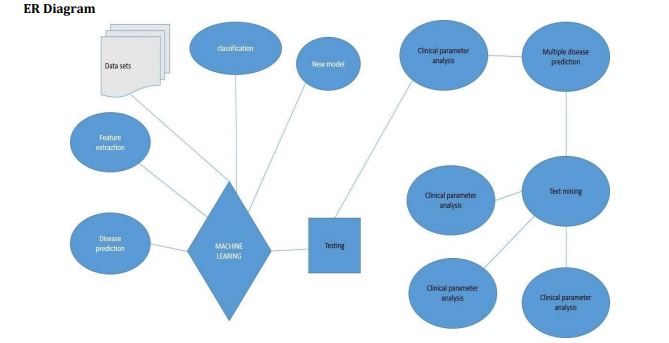 ER Diagram
Data sets
classification
New model
Clinical parameter
analysis
Multiple disease
prediction
Feature
extraction
Clinical parameter
analysis
Text mining
Disease
prediction
MACHINE
LEARING
Testing
Clinical parameter
analysis
Clinical parameter
analysis